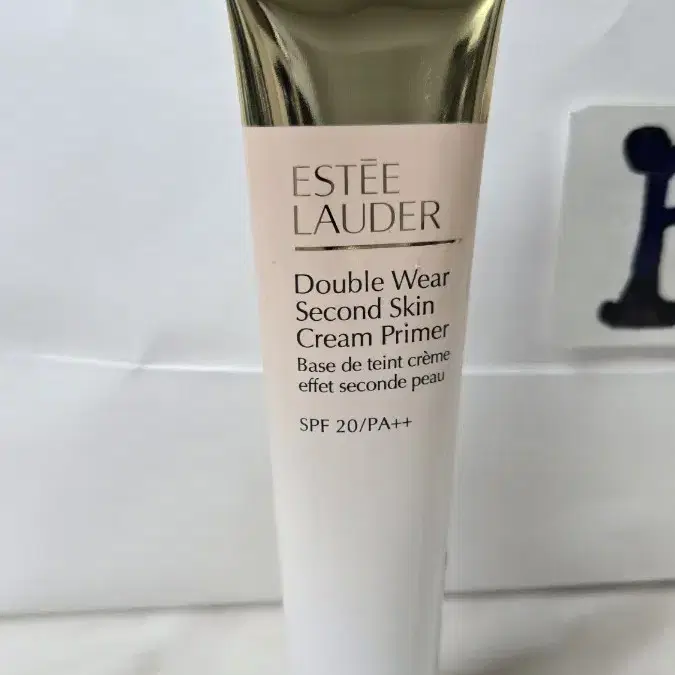 ESTĒE
LAUDER
Double Wear
Second Skin
Cream Primer
Base de teint crème
effet seconde peau
SPF 20/PA++